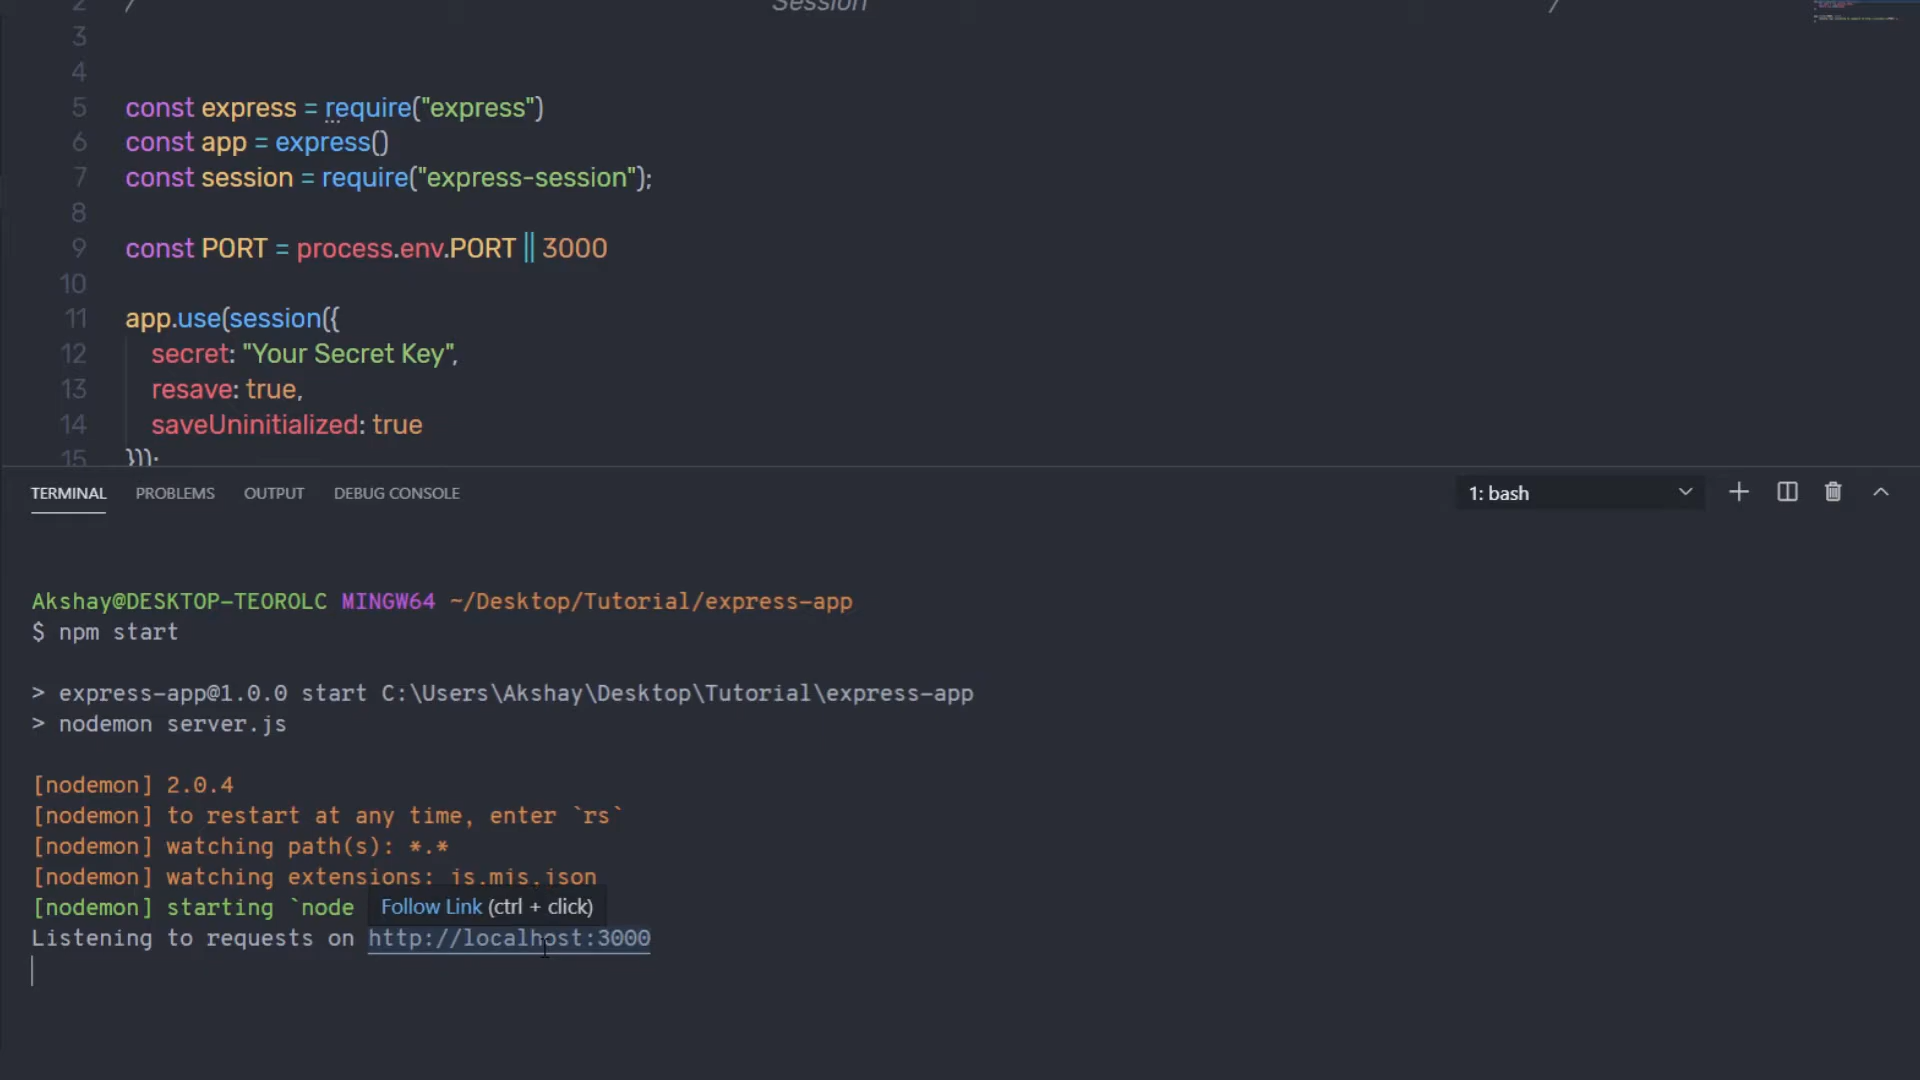 2 / Session /
3
4
5 const express = require("express")
6 const app = express()
7 const session = require("express-session");
8
9 const PORT = process.env.PORT || 3000
10
11 app.use(session({
12 secret: "Your Secret Key",
13 resave: true,
14 saveUninitialized: true
15 }));
TERMINAL PROBLEMS OUTPUT DEBUG CONSOLE 1: bash
Akshay@DESKTOP-TEOROLC MINGW64 ~/Desktop/Tutorial/express-app
$ npm start
> express-app@1.0.0 start C:\Users\Akshay\Desktop\Tutorial\express-app
> nodemon server.js
[nodemon] 2.0.4
[nodemon] to restart at any time, enter `rs`
[nodemon] watching path(s): *.*
[nodemon] watching extensions: js,mjs,json
[nodemon] starting `node
Follow Link (ctrl + click)
Listening to requests on http://localhost:3000